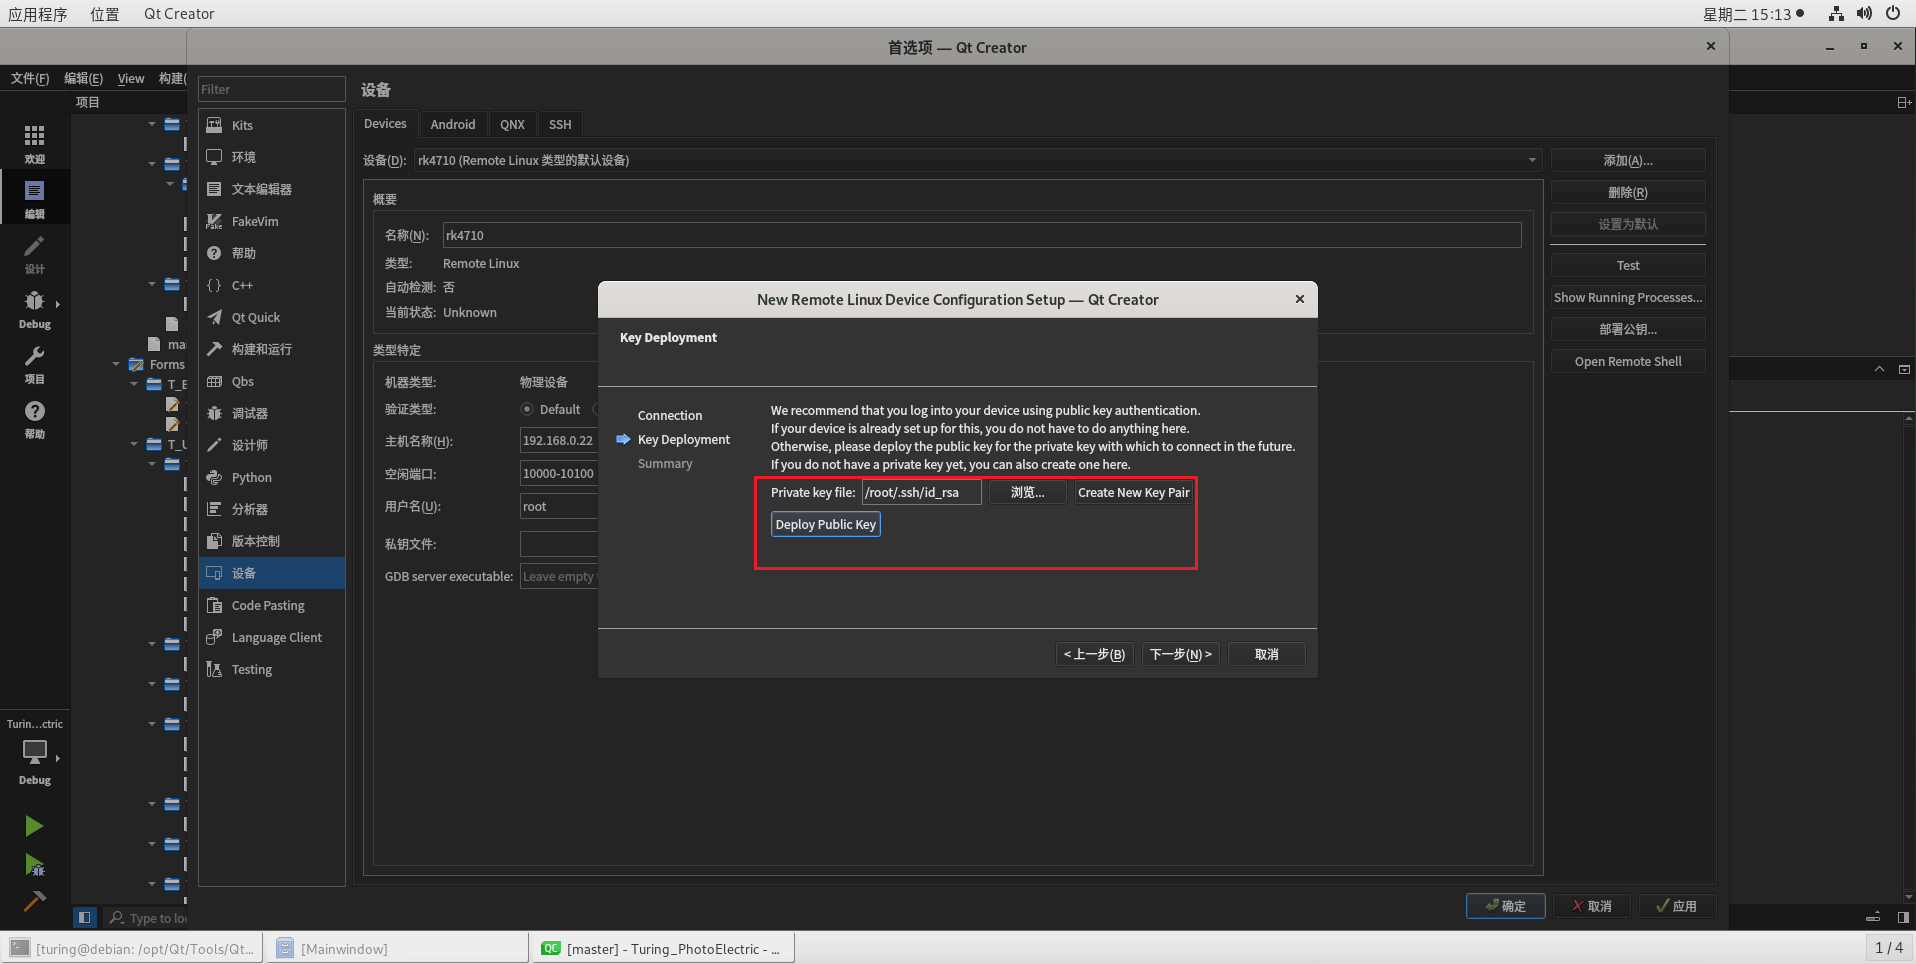 应用程序 位置 Qt Creator 星期二 15:13
首选项 — Qt Creator
文件(F) 编辑(E) View 构建(
项目
欢迎
编辑
设计
Debug
项目
帮助
Turin...ctric
Debug
mai
Forms
T_E
T_U
Type to loc
Filter
Kits
环境
文本编辑器
FakeVim
帮助
C++
Qt Quick
构建和运行
Qbs
调试器
设计师
Python
分析器
版本控制
设备
Code Pasting
Language Client
Testing
设备
Devices Android QNX SSH
设备(D): rk4710 (Remote Linux 类型的默认设备)
概要
名称(N): rk4710
类型: Remote Linux
自动检测: 否
当前状态: Unknown
类型特定
机器类型: 物理设备
验证类型: Default
主机名称(H): 192.168.0.22
空闲端口: 10000-10100
用户名(U): root
私钥文件:
GDB server executable: Leave empty
添加(A)...
删除(R)
设置为默认
Test
Show Running Processes...
部署公钥...
Open Remote Shell
New Remote Linux Device Configuration Setup — Qt Creator
Key Deployment
Connection
Key Deployment
Summary
We recommend that you log into your device using public key authentication.
If your device is already set up for this, you do not have to do anything here.
Otherwise, please deploy the public key for the private key with which to connect in the future.
If you do not have a private key yet, you can also create one here.
Private key file: /root/.ssh/id_rsa 浏览... Create New Key Pair
Deploy Public Key
< 上一步(B) 下一步(N) > 取消
确定 取消 应用
[turing@debian: /opt/Qt/Tools/Qt... [Mainwindow] QC [master] - Turing_PhotoElectric - ... 1 / 4